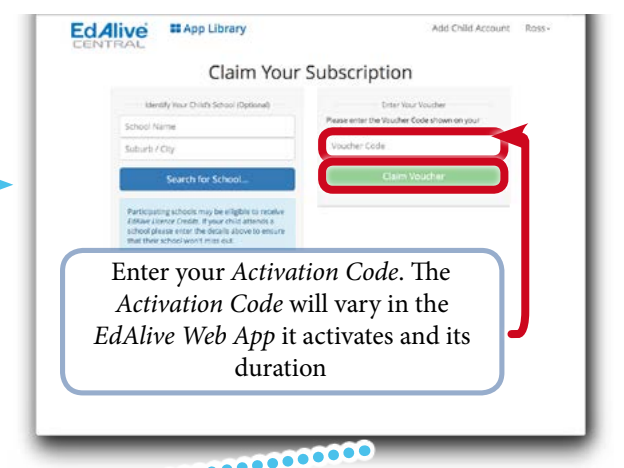 EdAlive
CENTRAL
App Library
Add Child Account Ross
Claim Your Subscription
Identify Your Child's School (Optional)
School Name
Suburb / City
Search for School...
Participating schools may be eligible to receive
EdAlive Licence Credits. If your child attends a
school please enter the details above to ensure
that their school won't miss out.
Enter Your Voucher
Please enter the Voucher Code shown on your
Voucher Code
Claim Voucher
Enter your Activation Code. The
Activation Code will vary in the
EdAlive Web App it activates and its
duration